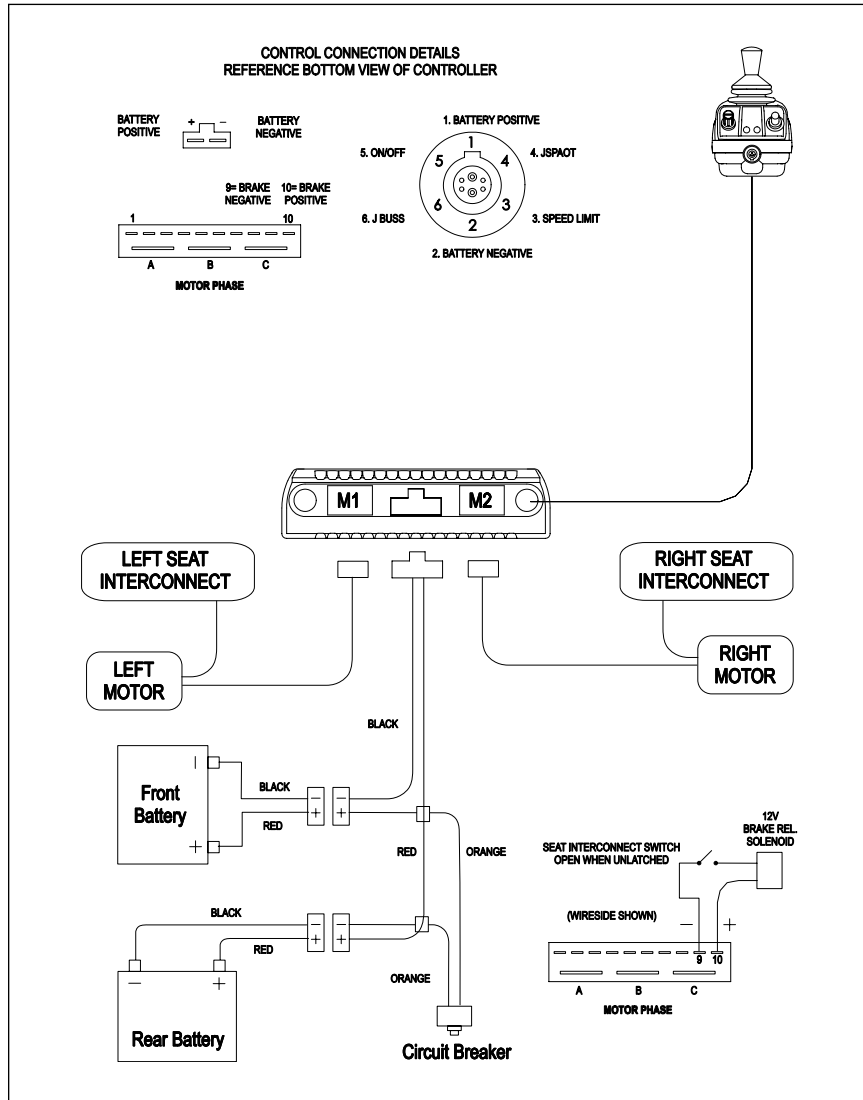 CONTROL CONNECTION DETAILS
REFERENCE BOTTOM VIEW OF CONTROLLER
BATTERY
POSITIVE
+ −
BATTERY
NEGATIVE
9= BRAKE
NEGATIVE
10= BRAKE
POSITIVE
1
10
A
B
C
MOTOR PHASE
1. BATTERY POSITIVE
5. ON/OFF
4. JSPAOT
1
5
4
6
3
2
6. J BUSS
3. SPEED LIMIT
2. BATTERY NEGATIVE
M1
M2
LEFT SEAT
INTERCONNECT
RIGHT SEAT
INTERCONNECT
LEFT
MOTOR
RIGHT
MOTOR
BLACK
Front
Battery
−
+
BLACK
RED
− −
+ +
RED
ORANGE
BLACK
RED
− −
+ +
ORANGE
− +
Rear Battery
Circuit Breaker
12V
BRAKE REL.
SOLENOID
SEAT INTERCONNECT SWITCH
OPEN WHEN UNLATCHED
(WIRESIDE SHOWN)
− +
9 10
A
B
C
MOTOR PHASE